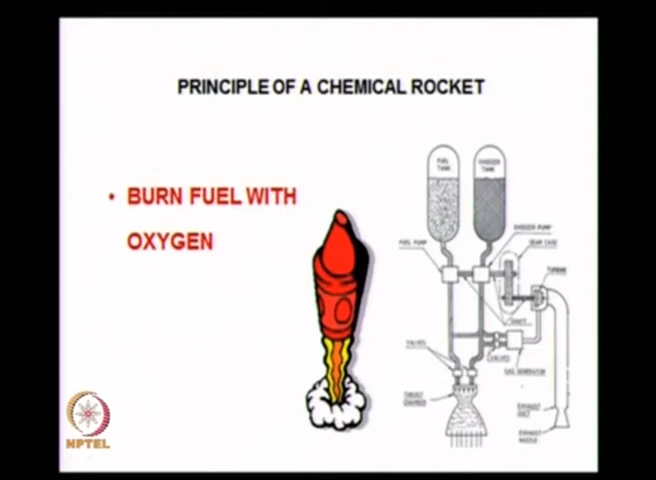 PRINCIPLE OF A CHEMICAL ROCKET
• BURN FUEL WITH
OXYGEN
FUEL
TANK
OXIDIZER
TANK
OXIDIZER PUMP
GEAR CASE
FUEL PUMP
TURBINE
SHAFT
VALVES
VALVES
GAS GENERATOR
THRUST
CHAMBER
EXHAUST
DUCT
EXHAUST
NOZZLE
NPTEL